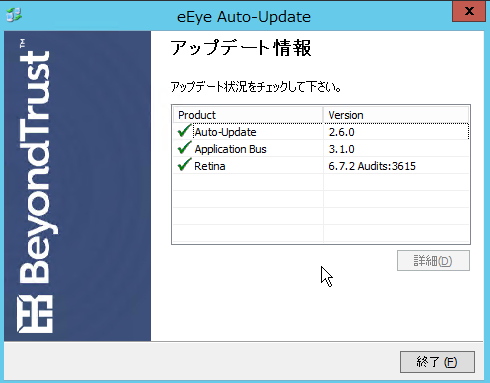 eEye Auto-Update
x
BeyondTrust™
アップデート情報
アップデート状況をチェックして下さい。
Product Version
Auto-Update 2.6.0
Application Bus 3.1.0
Retina 6.7.2 Audits:3615
詳細(D)
終了 (F)